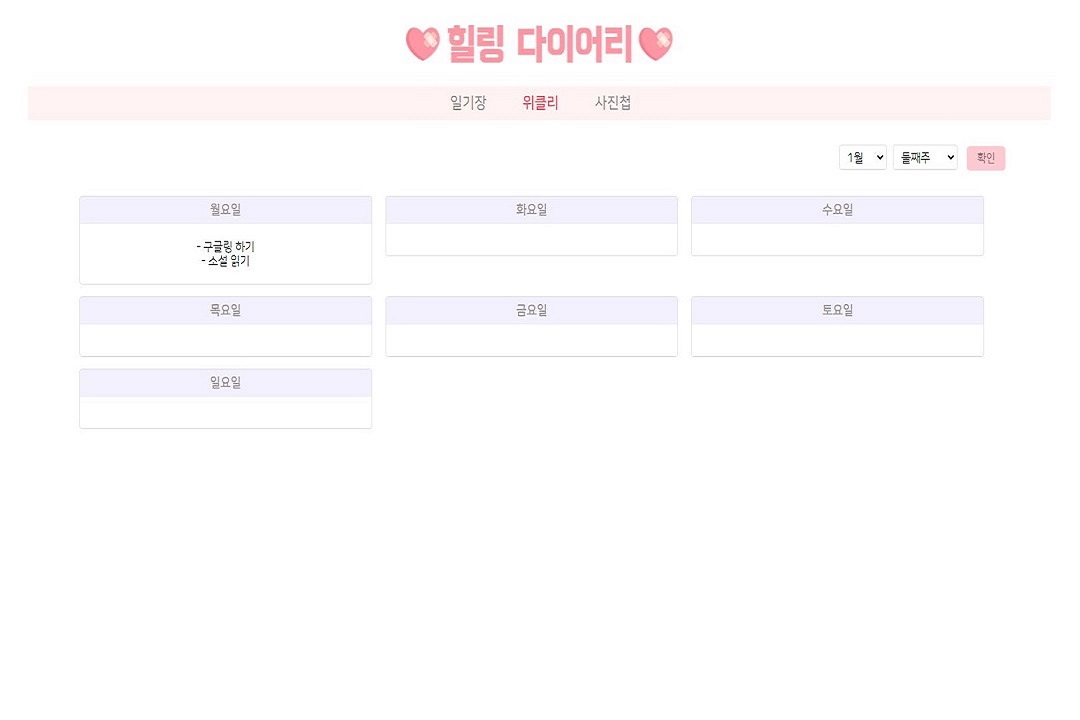 힐링 다이어리
일기장 위클리 사진첩
1월 둘째주 확인
월요일 화요일 수요일
- 구글링 하기
- 소설 읽기
목요일 금요일 토요일
일요일